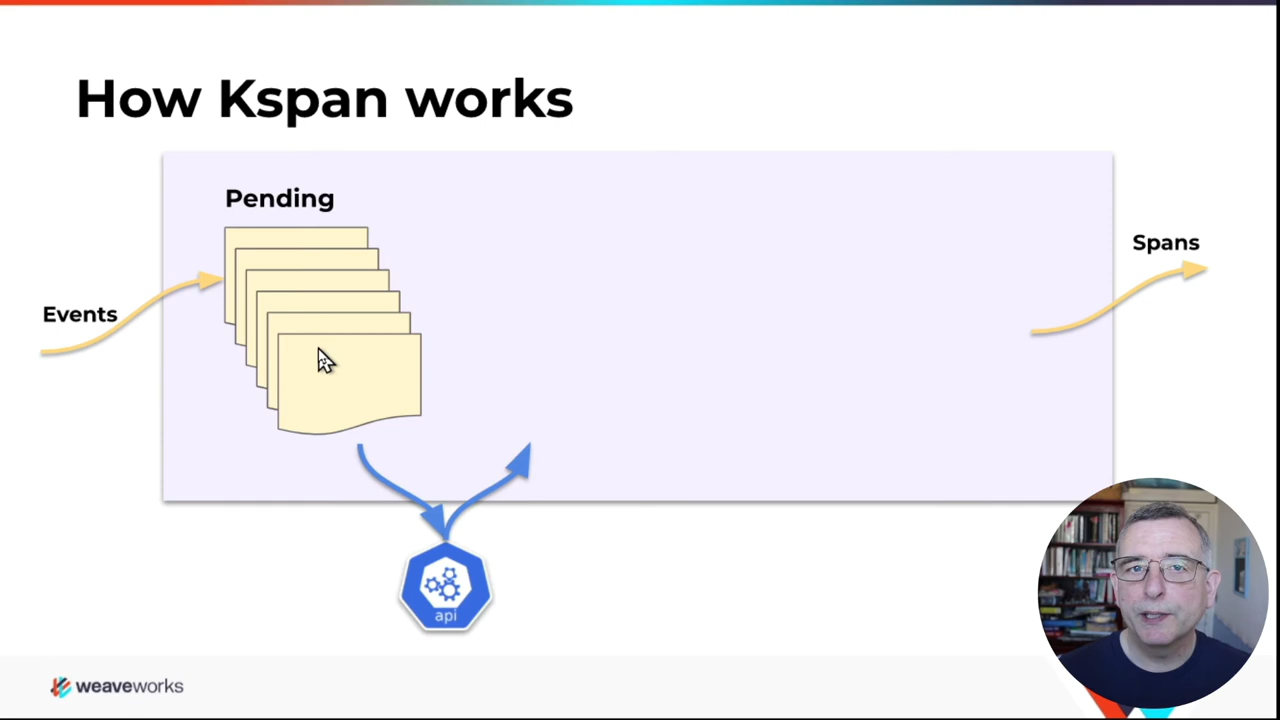 How Kspan works
Pending
Spans
Events
api
weaveworks